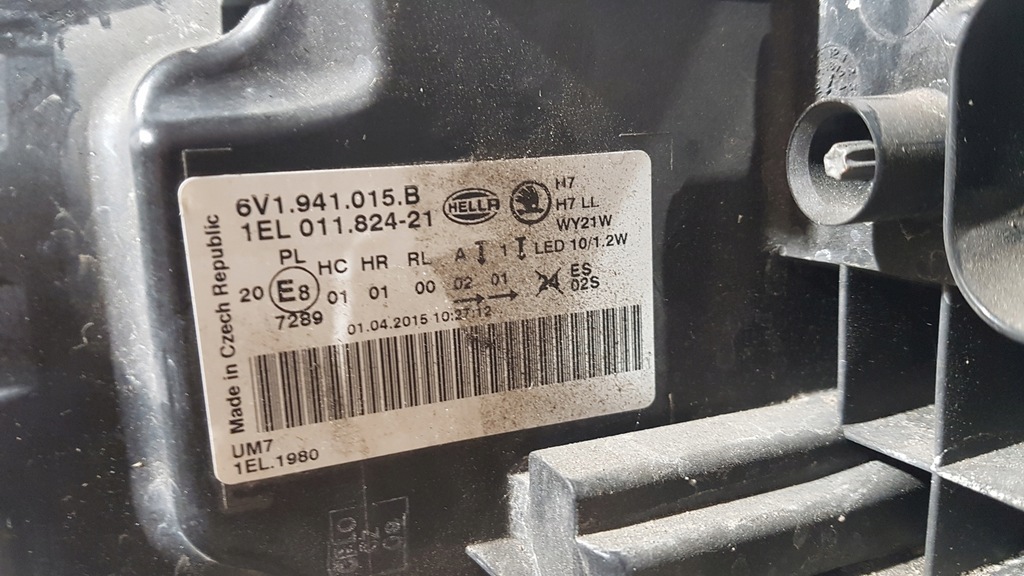 6V1.941.015.B
1EL 011.824-21
HELLA
H7
H7 LL
WY21W
PL HC HR RL A 1 LED 10/1.2W
20 E8 01 01 00 02 01 24 ES
02S
7289
01.04.2015 10:27:12
Made in Czech Republic
UM7
1EL.1980